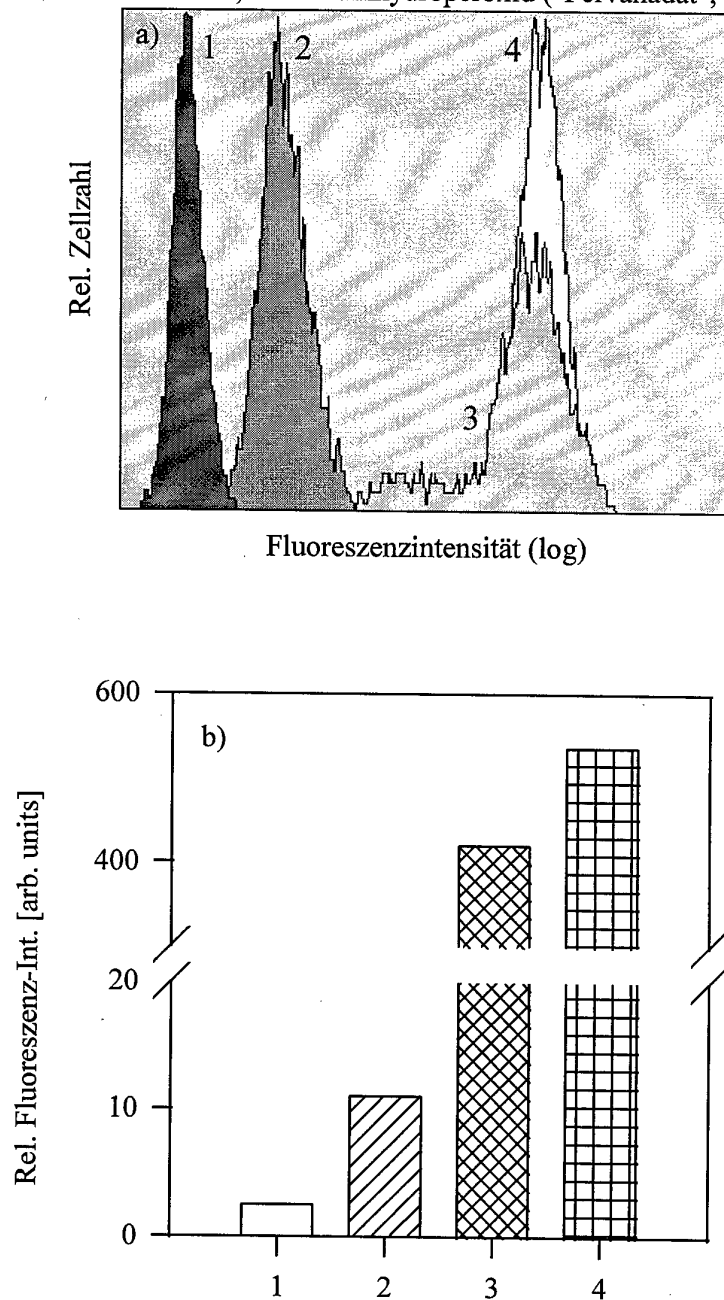 a) 1 2 4
3
Rel. Zellzahl
Fluoreszenzintensität (log)
600
b)
400
20
10
0
Rel. Fluoreszenz-Int. [arb. units]
1 2 3 4